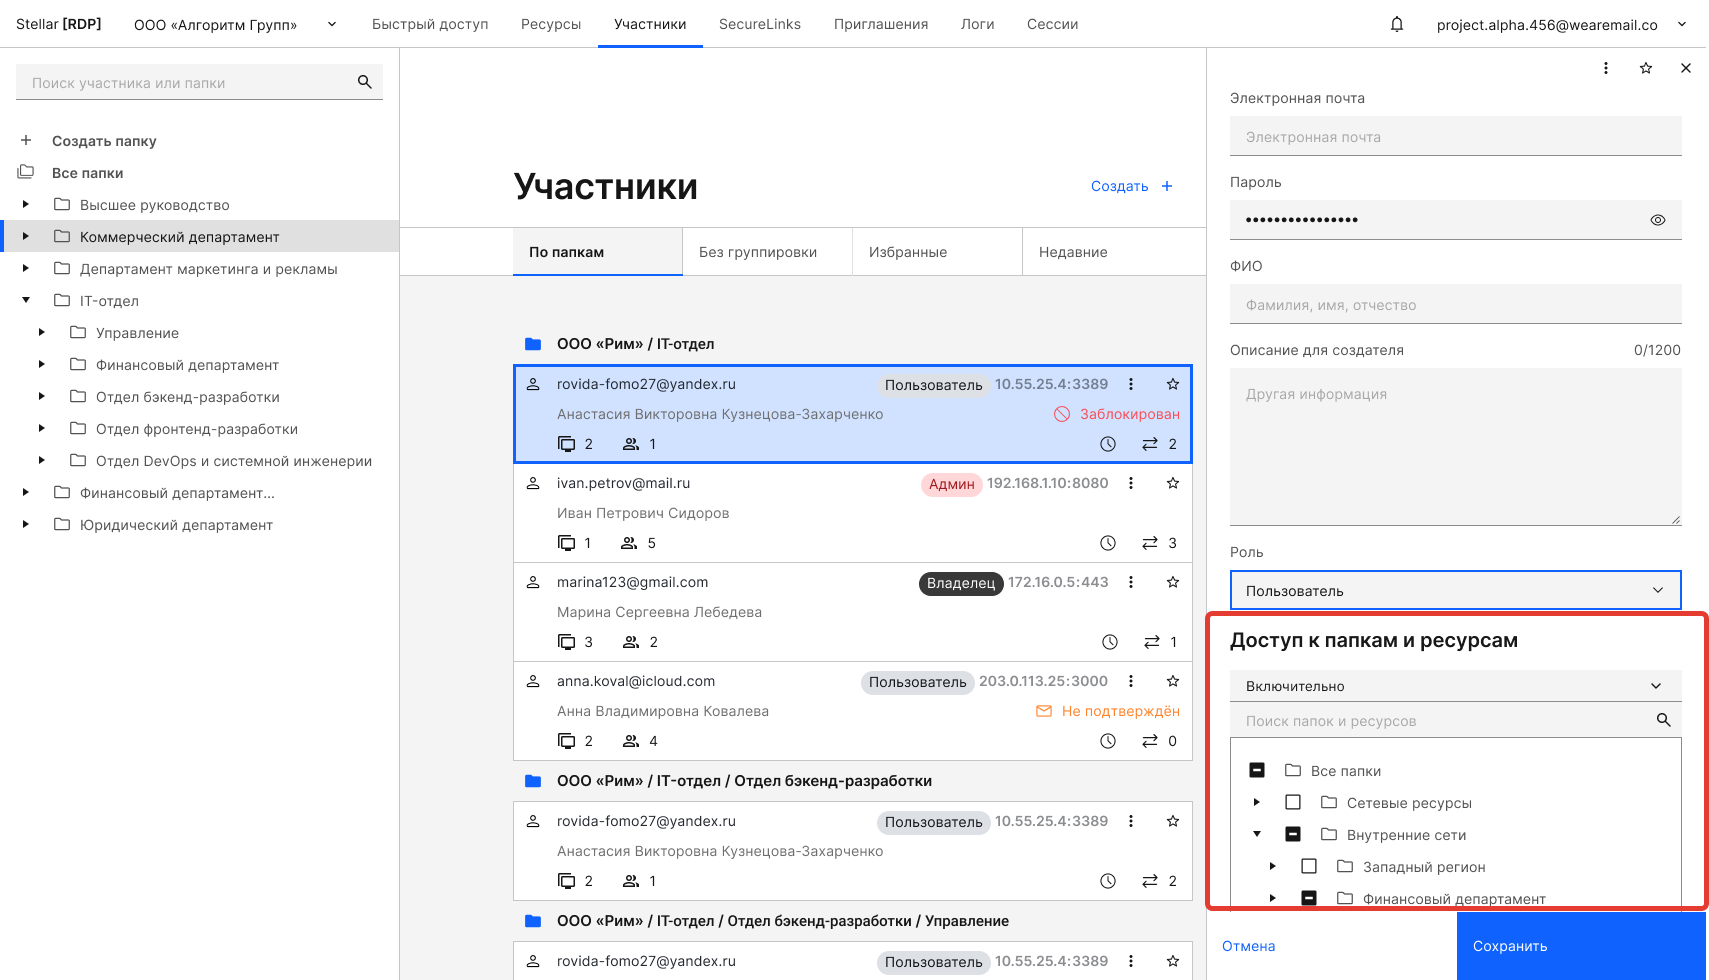 Stellar [RDP]
ООО «Алгоритм Групп»
Быстрый доступ
Ресурсы
Участники
SecureLinks
Приглашения
Логи
Сессии
project.alpha.456@wearemail.co
Поиск участника или папки
Создать папку
Все папки
Высшее руководство
Коммерческий департамент
Департамент маркетинга и рекламы
IT-отдел
Управление
Финансовый департамент
Отдел бэкенд-разработки
Отдел фронтенд-разработки
Отдел DevOps и системной инженерии
Финансовый департамент...
Юридический департамент
Участники
Создать
По папкам
Без группировки
Избранные
Недавние
ООО «Рим» / IT-отдел
rovida-fomo27@yandex.ru
Пользователь
10.55.25.4:3389
Анастасия Викторовна Кузнецова-Захарченко
Заблокирован
2
1
2
ivan.petrov@mail.ru
Админ
192.168.1.10:8080
Иван Петрович Сидоров
1
5
3
marina123@gmail.com
Владелец
172.16.0.5:443
Марина Сергеевна Лебедева
3
2
1
anna.koval@icloud.com
Пользователь
203.0.113.25:3000
Анна Владимировна Ковалева
Не подтверждён
2
4
0
ООО «Рим» / IT-отдел / Отдел бэкенд-разработки
rovida-fomo27@yandex.ru
Пользователь
10.55.25.4:3389
Анастасия Викторовна Кузнецова-Захарченко
2
1
2
ООО «Рим» / IT-отдел / Отдел бэкенд-разработки / Управление
rovida-fomo27@yandex.ru
Пользователь
10.55.25.4:3389
Электронная почта
Электронная почта
Пароль
••••••••••••••••
ФИО
Фамилия, имя, отчество
Описание для создателя
0/1200
Другая информация
Роль
Пользователь
Доступ к папкам и ресурсам
Включительно
Поиск папок и ресурсов
Все папки
Сетевые ресурсы
Внутренние сети
Западный регион
Финансовый департамент
Отмена
Сохранить